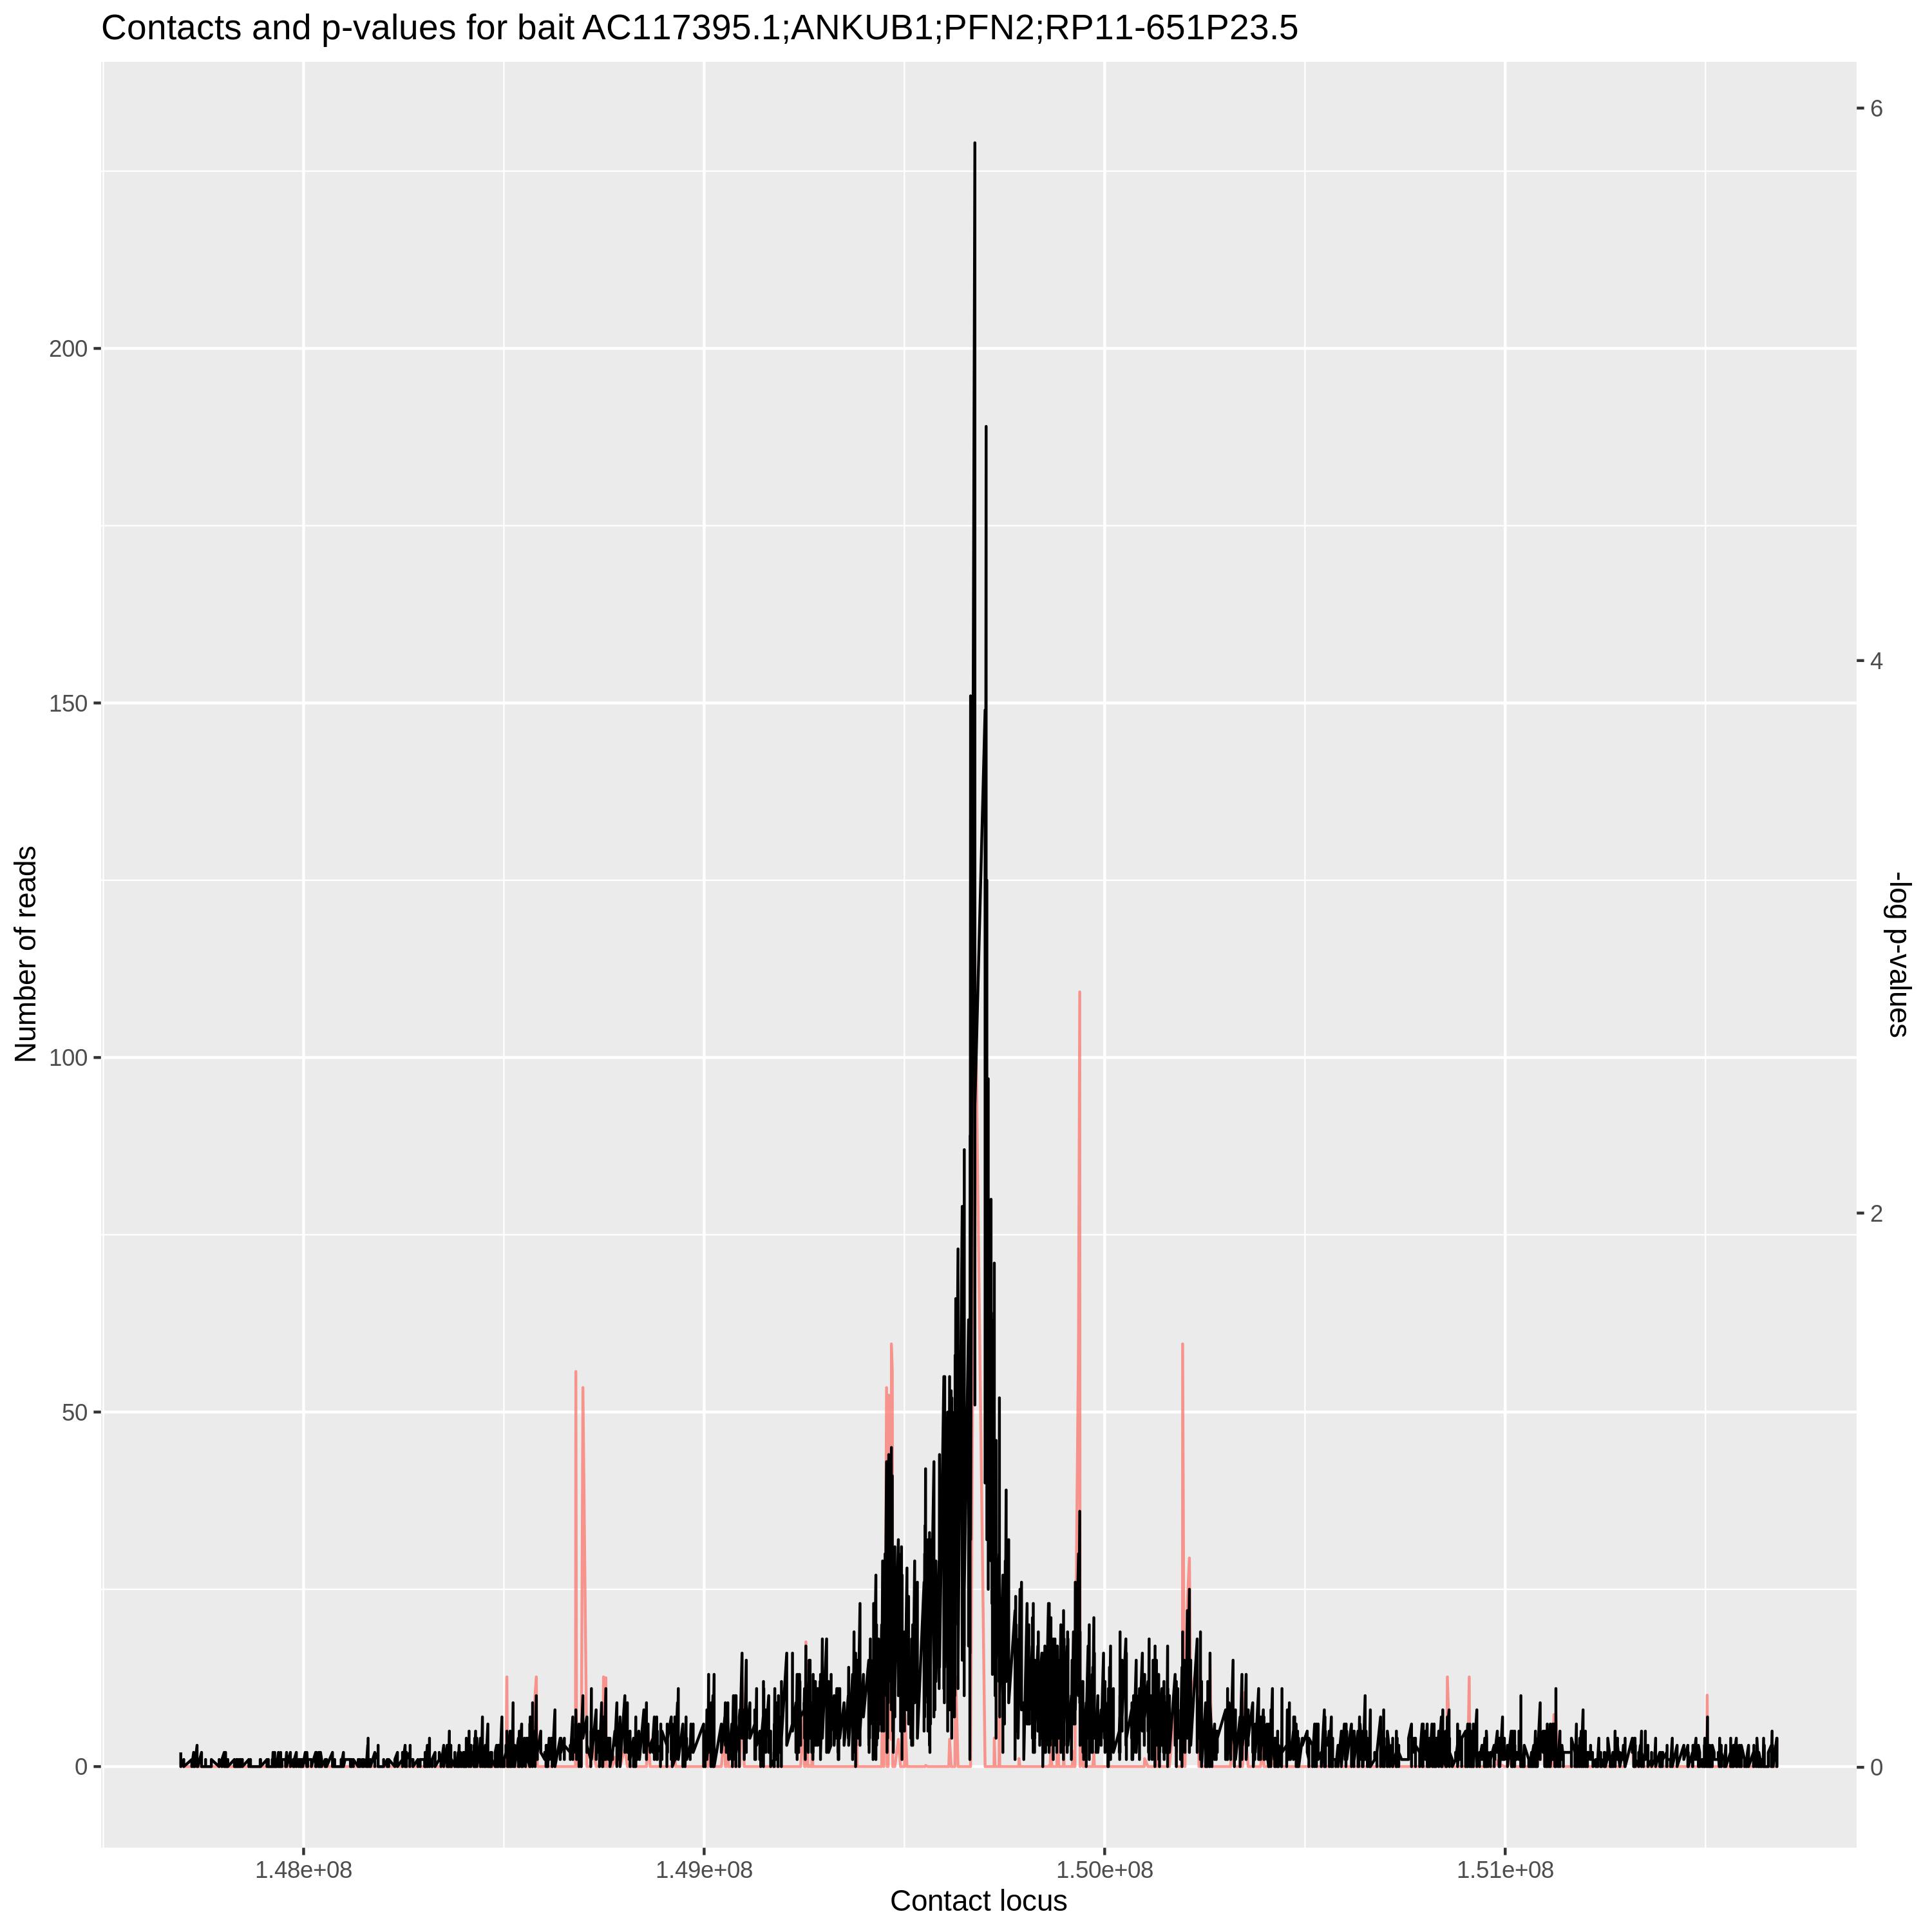 Contacts and p-values for bait AC117395.1;ANKUB1;PFN2;RP11-651P23.5
6
200
4
150
Number of reads
-log p-values
100
2
50
0
0
1.48e+08
1.49e+08
1.50e+08
1.51e+08
Contact locus